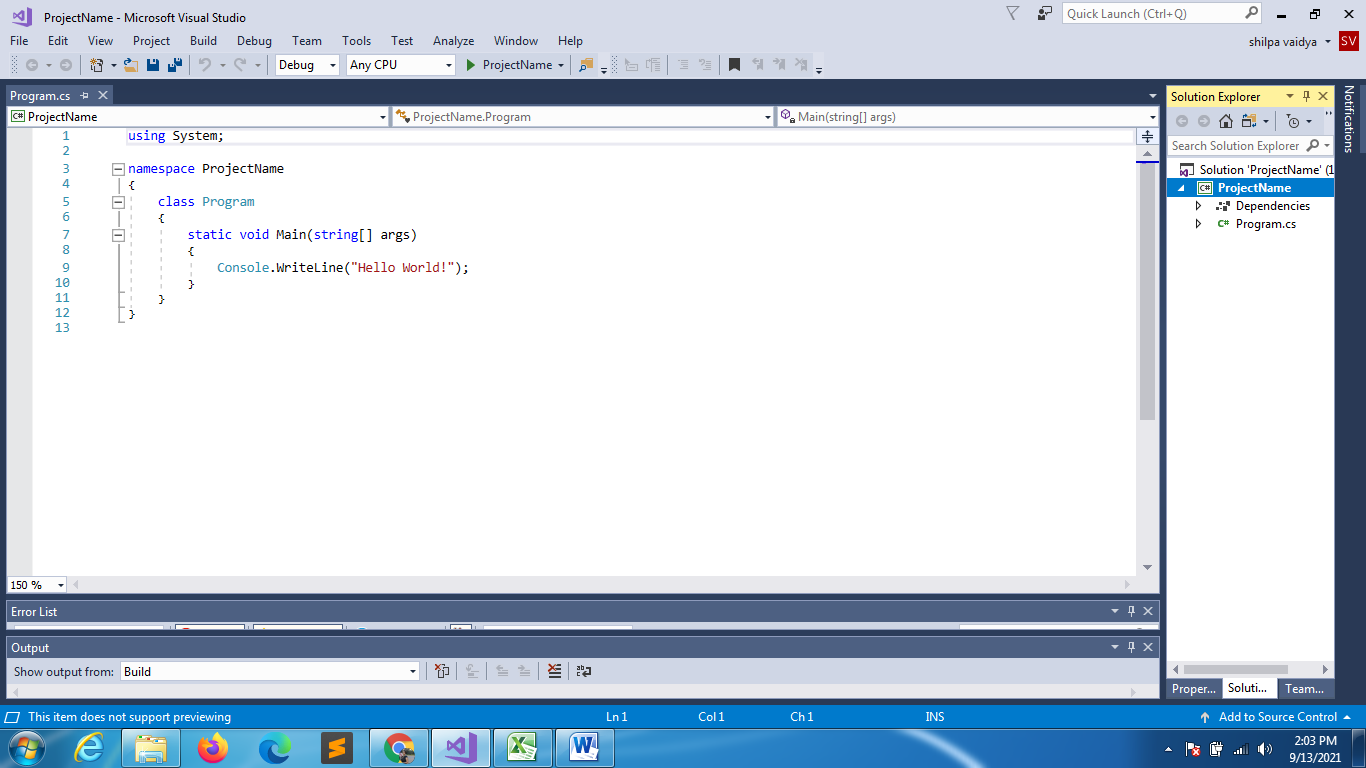 ProjectName - Microsoft Visual Studio
Quick Launch (Ctrl+Q)
File Edit View Project Build Debug Team Tools Test Analyze Window Help
shilpa vaidya SV
Debug Any CPU ProjectName
Program.cs
ProjectName ProjectName.Program Main(string[] args)
1 using System;
2
3 namespace ProjectName
4 {
5 class Program
6 {
7 static void Main(string[] args)
8 {
9 Console.WriteLine("Hello World!");
10 }
11 }
12 }
13
150 %
Error List
Output
Show output from: Build
Solution Explorer
Search Solution Explorer
Solution 'ProjectName' (1
C# ProjectName
Dependencies
C# Program.cs
Proper... Soluti... Team...
Notifications
This item does not support previewing Ln 1 Col 1 Ch 1 INS Add to Source Control
2:03 PM
9/13/2021